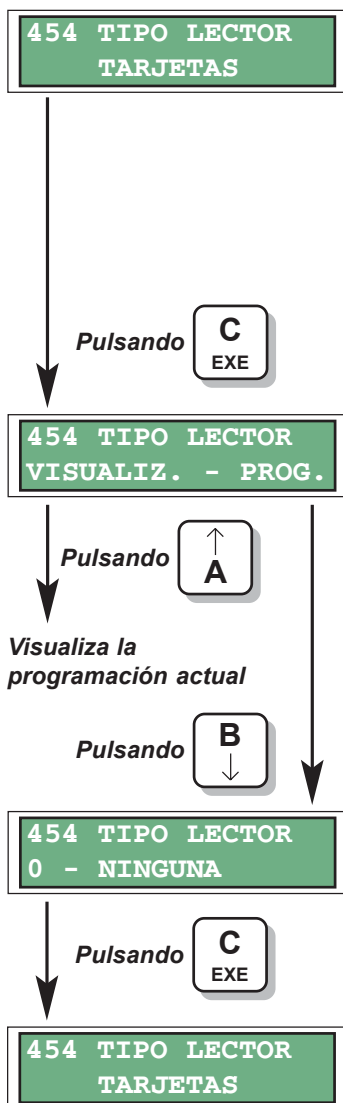 454 TIPO LECTOR
TARJETAS
Pulsando
C
EXE
454 TIPO LECTOR
VISUALIZ. - PROG.
Pulsando
↑
A
Visualiza la
programación actual
Pulsando
B
↓
454 TIPO LECTOR
0 - NINGUNA
Pulsando
C
EXE
454 TIPO LECTOR
TARJETAS